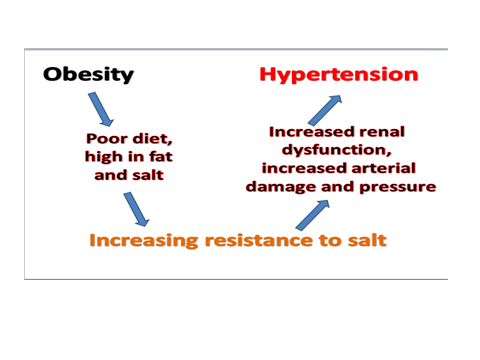 Obesity
Hypertension
Poor diet,
high in fat
and salt
Increased renal
dysfunction,
increased arterial
damage and pressure
Increasing resistance to salt